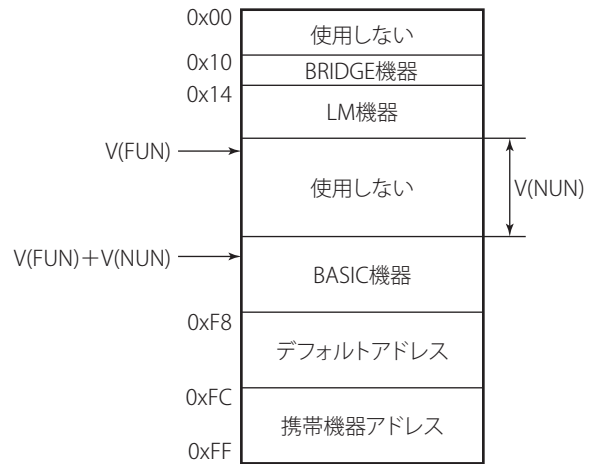 0x00
使用しない
0x10
BRIDGE機器
0x14
LM機器
V(FUN)
使用しない
V(NUN)
V(FUN)＋V(NUN)
BASIC機器
0xF8
デフォルトアドレス
0xFC
携帯機器アドレス
0xFF